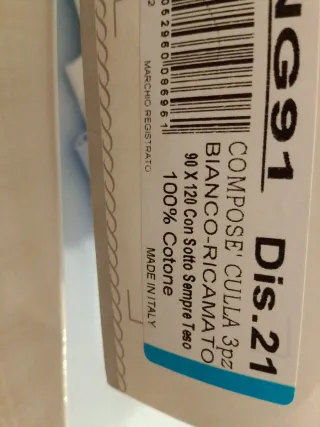 NG91 Dis.21
COMPOSE' CULLA 3pz
BIANCO-RICAMATO
90 X 120 Con Sotto Sempre Teso
100% Cotone
MADE IN ITALY
MARCHIO REGISTRATO